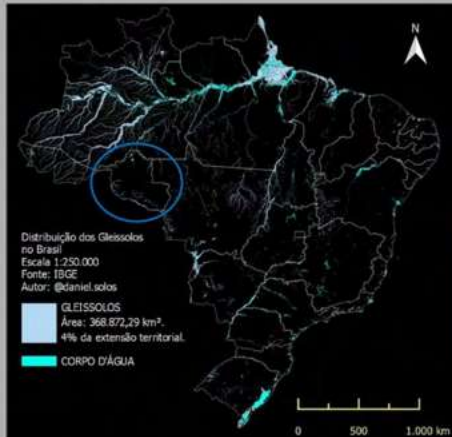 N
Distribuição dos Gleissolos
no Brasil
Escala 1:250.000
Fonte: IBGE
Autor: @daniel.solos
GLEISSOLOS
Área: 368.872,29 km².
4% da extensão territorial.
CORPO D'ÁGUA
0 500 1.000 km